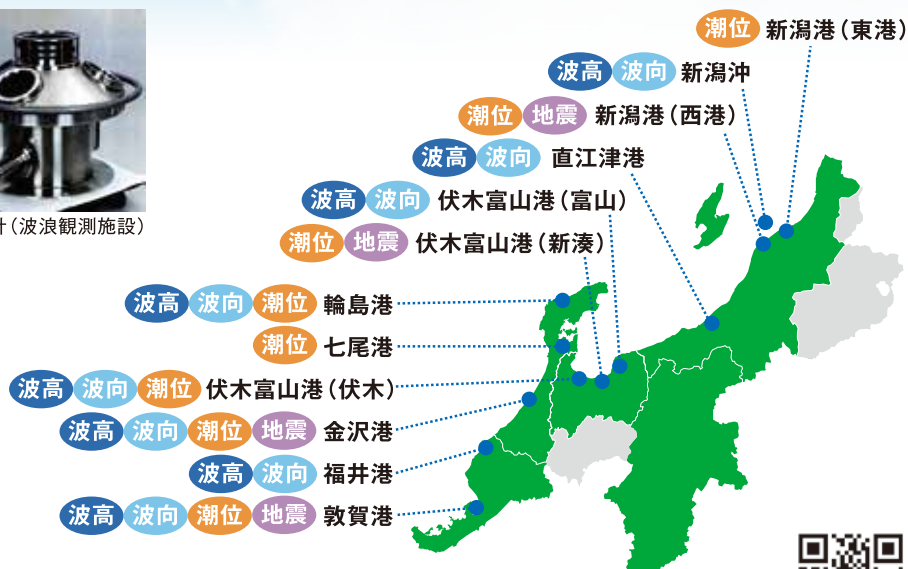 潮位 新潟港（東港）
波高 波向 新潟沖
潮位 地震 新潟港（西港）
波高 波向 直江津港
波高 波向 伏木富山港（富山）
潮位 地震 伏木富山港（新湊）
計（波浪観測施設）
波高 波向 潮位 輪島港
潮位 七尾港
波高 波向 潮位 伏木富山港（伏木）
波高 波向 潮位 地震 金沢港
波高 波向 福井港
波高 波向 潮位 地震 敦賀港